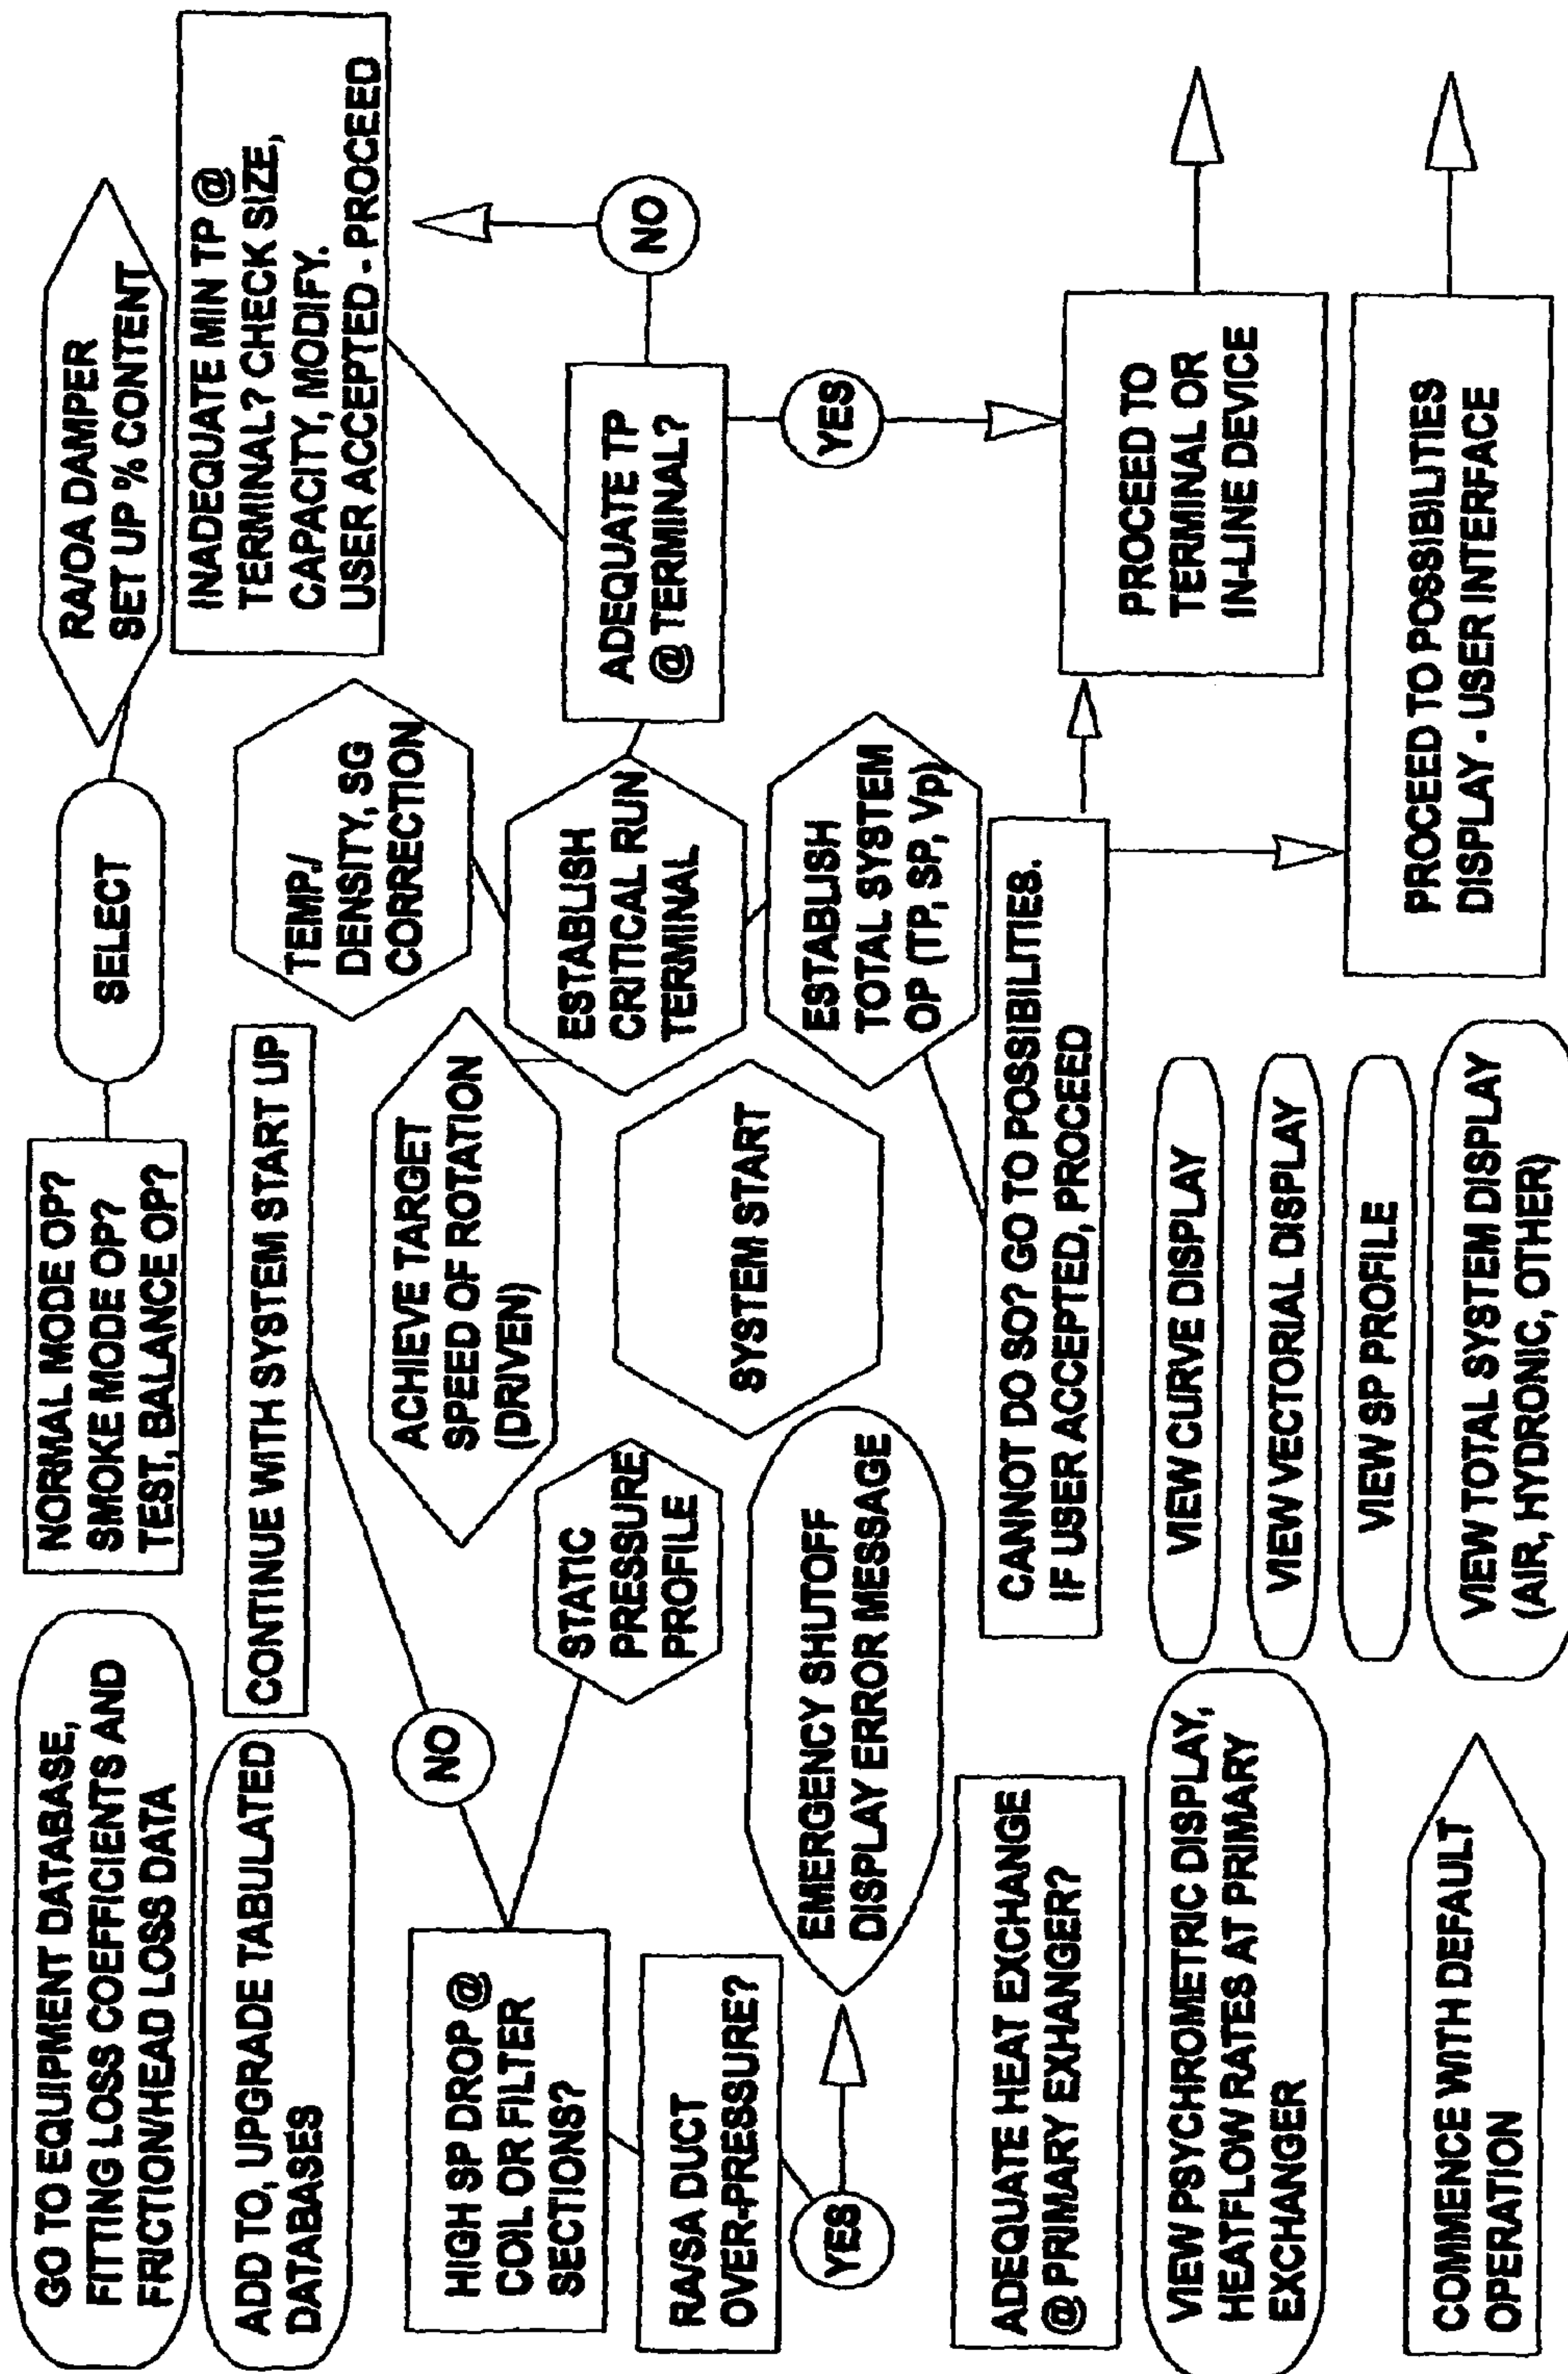 GO TO EQUIPMENT DATABASE,
FITTING LOSS COEFFICIENTS AND
FRICTION/HEAD LOSS DATA
NORMAL MODE OP?
SMOKE MODE OP?
TEST, BALANCE OP?
SELECT
RA/OA DAMPER
SET UP % CONTENT
ADD TO, UPGRADE TABULATED
DATABASES
CONTINUE WITH SYSTEM START UP
TEMP./
DENSITY, SG
CORRECTION
INADEQUATE MIN TP @
TERMINAL? CHECK SIZE,
CAPACITY, MODIFY.
USER ACCEPTED - PROCEED
NO
ACHIEVE TARGET
SPEED OF ROTATION
(DRIVEN)
HIGH SP DROP @
COIL OR FILTER
SECTIONS?
STATIC
PRESSURE
PROFILE
ESTABLISH
CRITICAL RUN
TERMINAL
ADEQUATE TP
@ TERMINAL?
NO
RA/SA DUCT
OVER-PRESSURE?
SYSTEM START
YES
EMERGENCY SHUTOFF
DISPLAY ERROR MESSAGE
ESTABLISH
TOTAL SYSTEM
OP (TP, SP, Vp)
YES
ADEQUATE HEAT EXCHANGE
@ PRIMARY EXHANGER?
CANNOT DO SO? GO TO POSSIBILITIES.
IF USER ACCEPTED, PROCEED
PROCEED TO
TERMINAL OR
IN-LINE DEVICE
VIEW PSYCHROMETRIC DISPLAY,
HEATFLOW RATES AT PRIMARY
EXCHANGER
VIEW CURVE DISPLAY
VIEW VECTORIAL DISPLAY
VIEW SP PROFILE
PROCEED TO POSSIBILITIES
DISPLAY - USER INTERFACE
COMMENCE WITH DEFAULT
OPERATION
VIEW TOTAL SYSTEM DISPLAY
(AIR, HYDRONIC, OTHER)